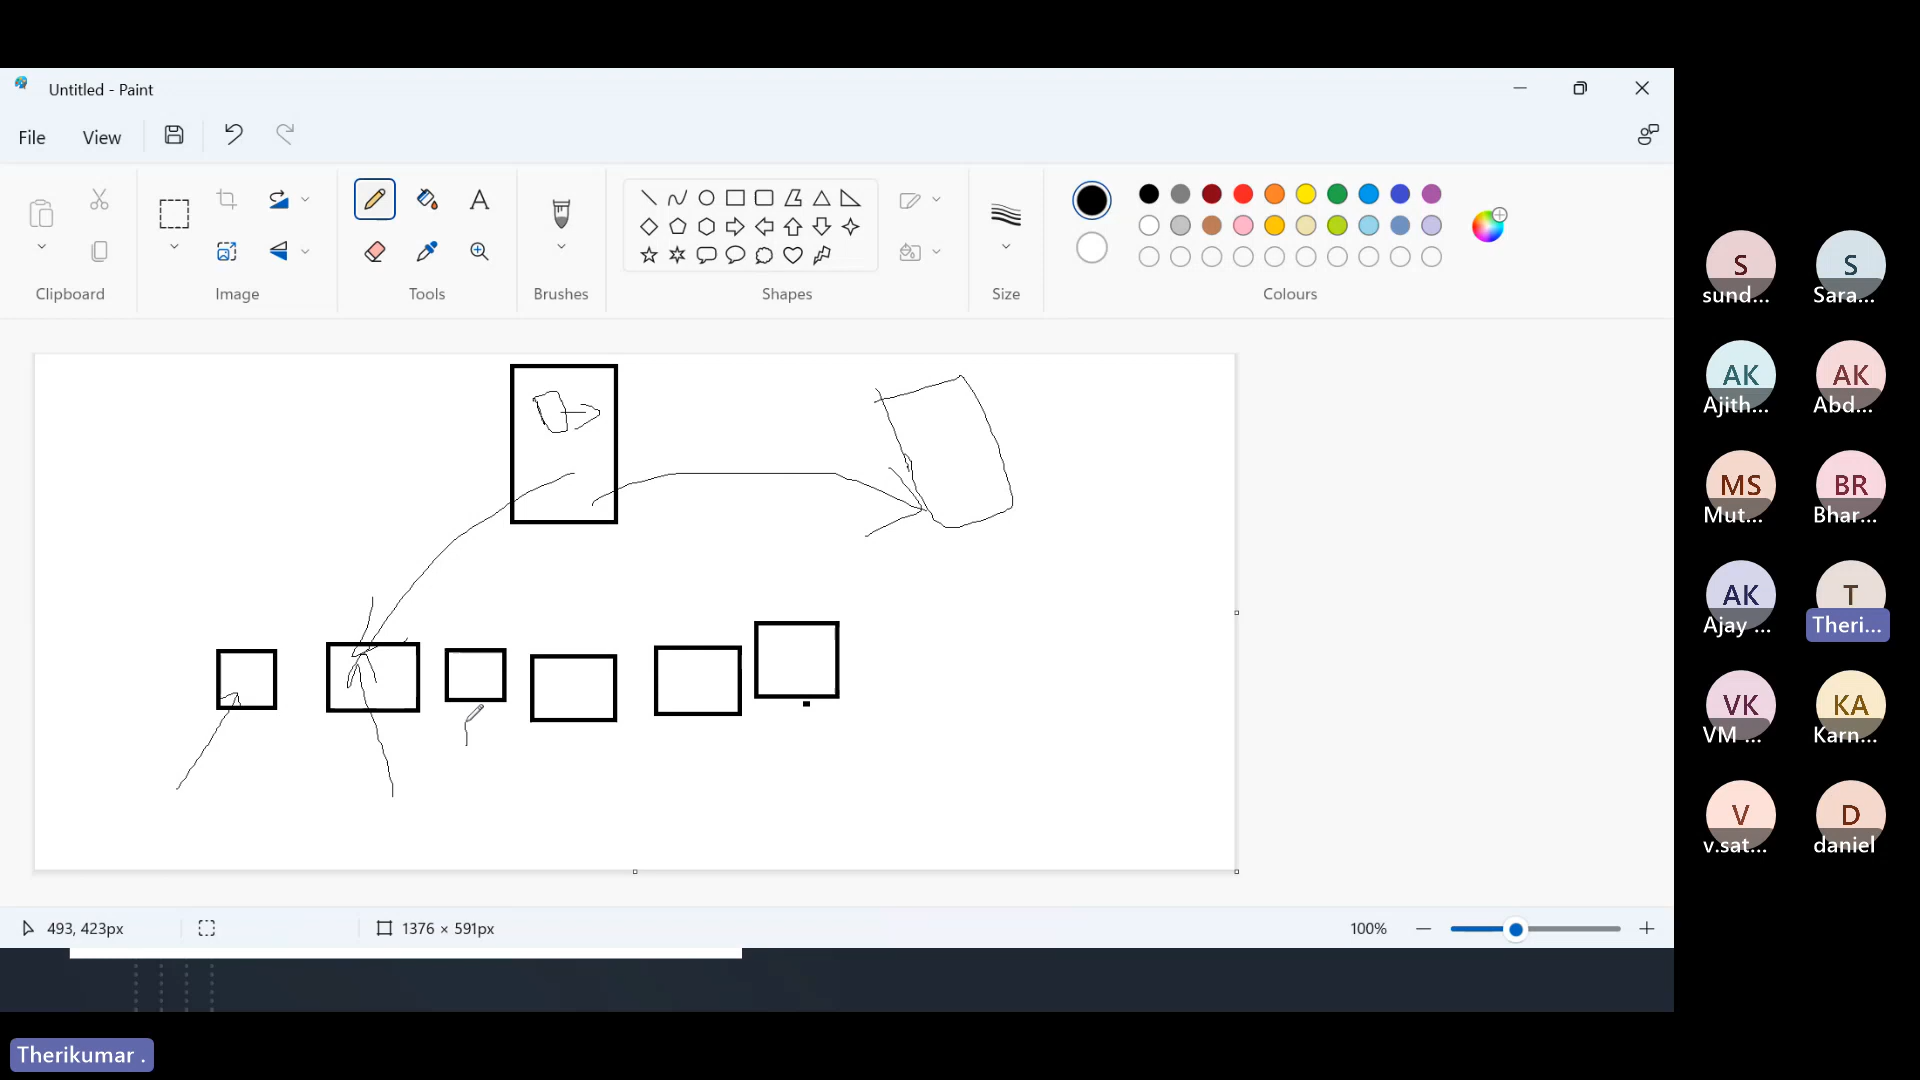 Untitled - Paint
File View
Clipboard Image Tools Brushes Shapes Size Colours
S S
sund... Sara...
AK AK
Ajith... Abd...
MS BR
Mut... Bhar...
AK T
Ajay ... Theri...
VK KA
VM ... Karn...
V D
v.sat... daniel
493, 423px 1376 × 591px 100%
Therikumar .